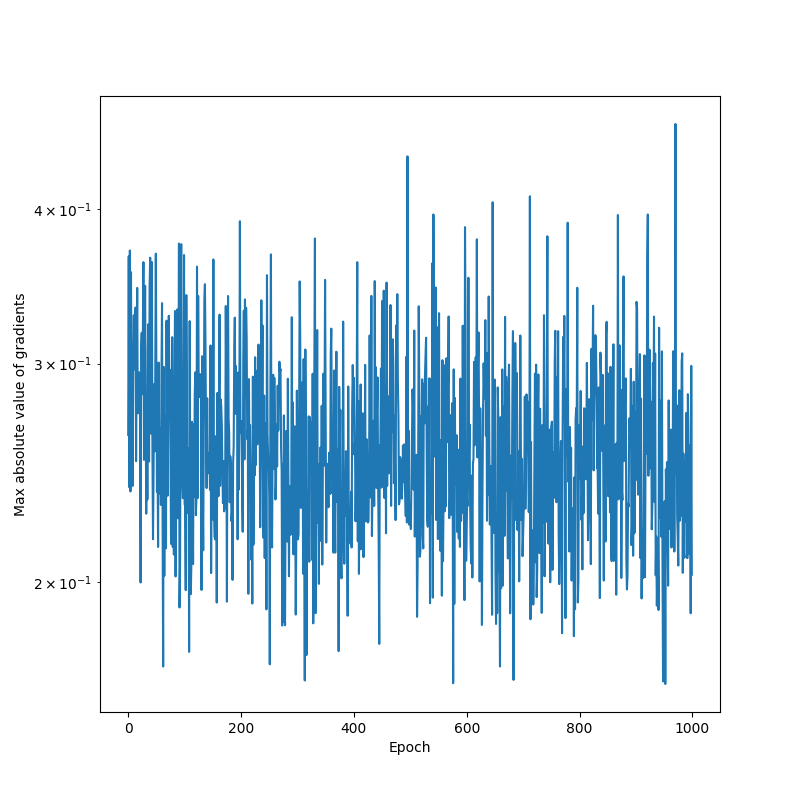 Max absolute value of gradients
4 × 10⁻¹
3 × 10⁻¹
2 × 10⁻¹
0 200 400 600 800 1000
Epoch